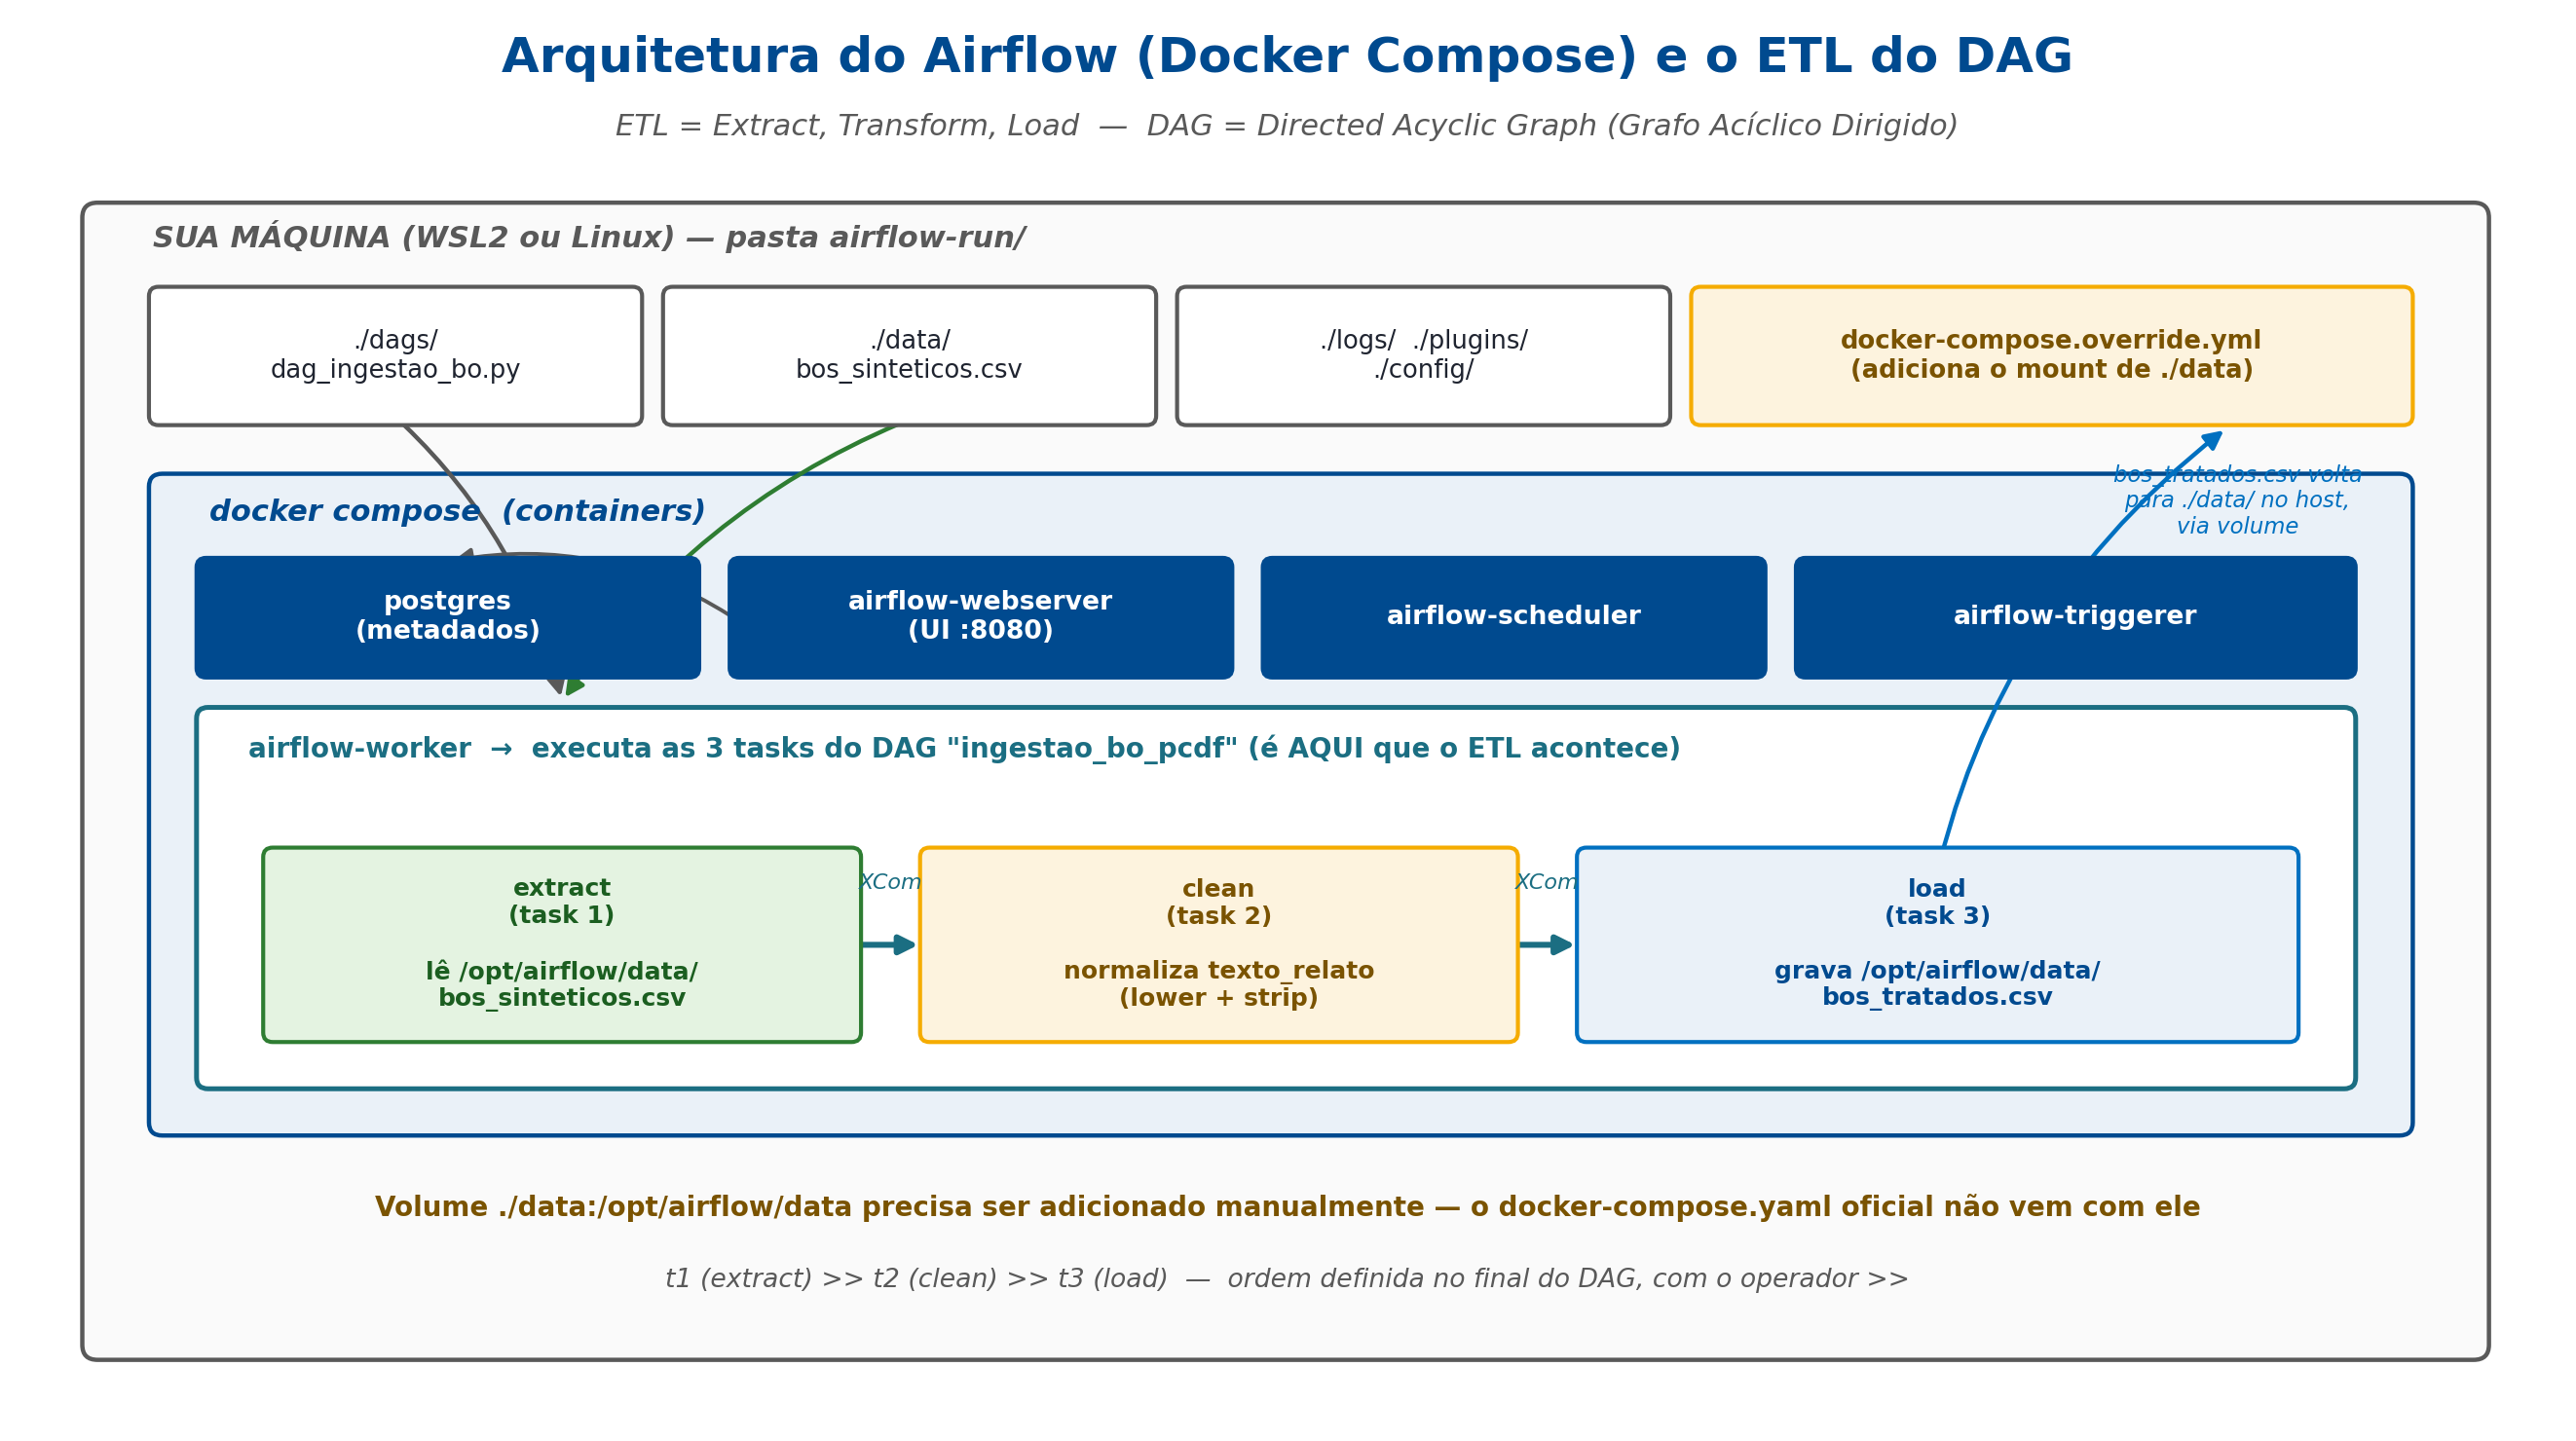 Arquitetura do Airflow (Docker Compose) e o ETL do DAG
ETL = Extract, Transform, Load — DAG = Directed Acyclic Graph (Grafo Acíclico Dirigido)
SUA MÁQUINA (WSL2 ou Linux) — pasta airflow-run/
./dags/
dag_ingestao_bo.py
./data/
bos_sinteticos.csv
./logs/ ./plugins/
./config/
docker-compose.override.yml
(adiciona o mount de ./data)
bos_tratados.csv volta
para ./data/ no host,
via volume
docker compose (containers)
postgres
(metadados)
airflow-webserver
(UI :8080)
airflow-scheduler
airflow-triggerer
airflow-worker → executa as 3 tasks do DAG "ingestao_bo_pcdf" (é AQUI que o ETL acontece)
extract
(task 1)
lê /opt/airflow/data/
bos_sinteticos.csv
XCom
clean
(task 2)
normaliza texto_relato
(lower + strip)
XCom
load
(task 3)
grava /opt/airflow/data/
bos_tratados.csv
Volume ./data:/opt/airflow/data precisa ser adicionado manualmente — o docker-compose.yaml oficial não vem com ele
t1 (extract) >> t2 (clean) >> t3 (load) — ordem definida no final do DAG, com o operador >>